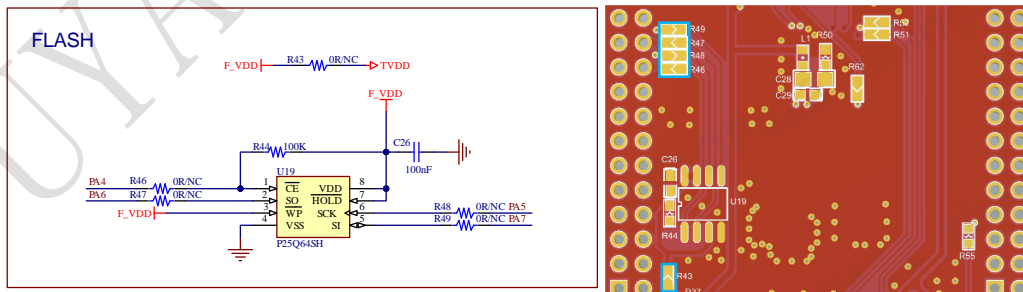 FLASH
F_VDD R43 0R/NC TVDD
F_VDD
R44 100K C26
100nF
U19
PA4 R46 0R/NC 1 CE VDD 8
PA6 R47 0R/NC 2 SO HOLD 7
F_VDD 3 WP SCK 6 R48 0R/NC PA5
4 VSS SI 5 R49 0R/NC PA7
P25Q64SH
R49
R47
R48
R46
L1
R50
R52
R51
C28
R62
C29
C26
U19
R44
R55
R43
R37